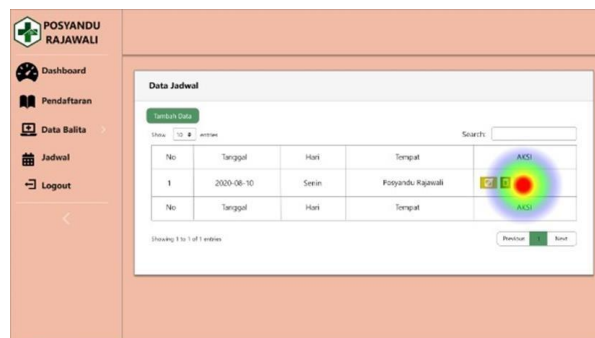 POSYANDU
RAJAWALI
Dashboard
Pendaftaran
Data Balita
Jadwal
Logout
Data Jadwal
Tambah Data
Show 10 entries
Search:
No Tanggal Hari Tempat AKSI
1 2020-08-10 Senin Posyandu Rajawali
No Tanggal Hari Tempat AKSI
Showing 1 to 1 of 1 entries
Previous 1 Next